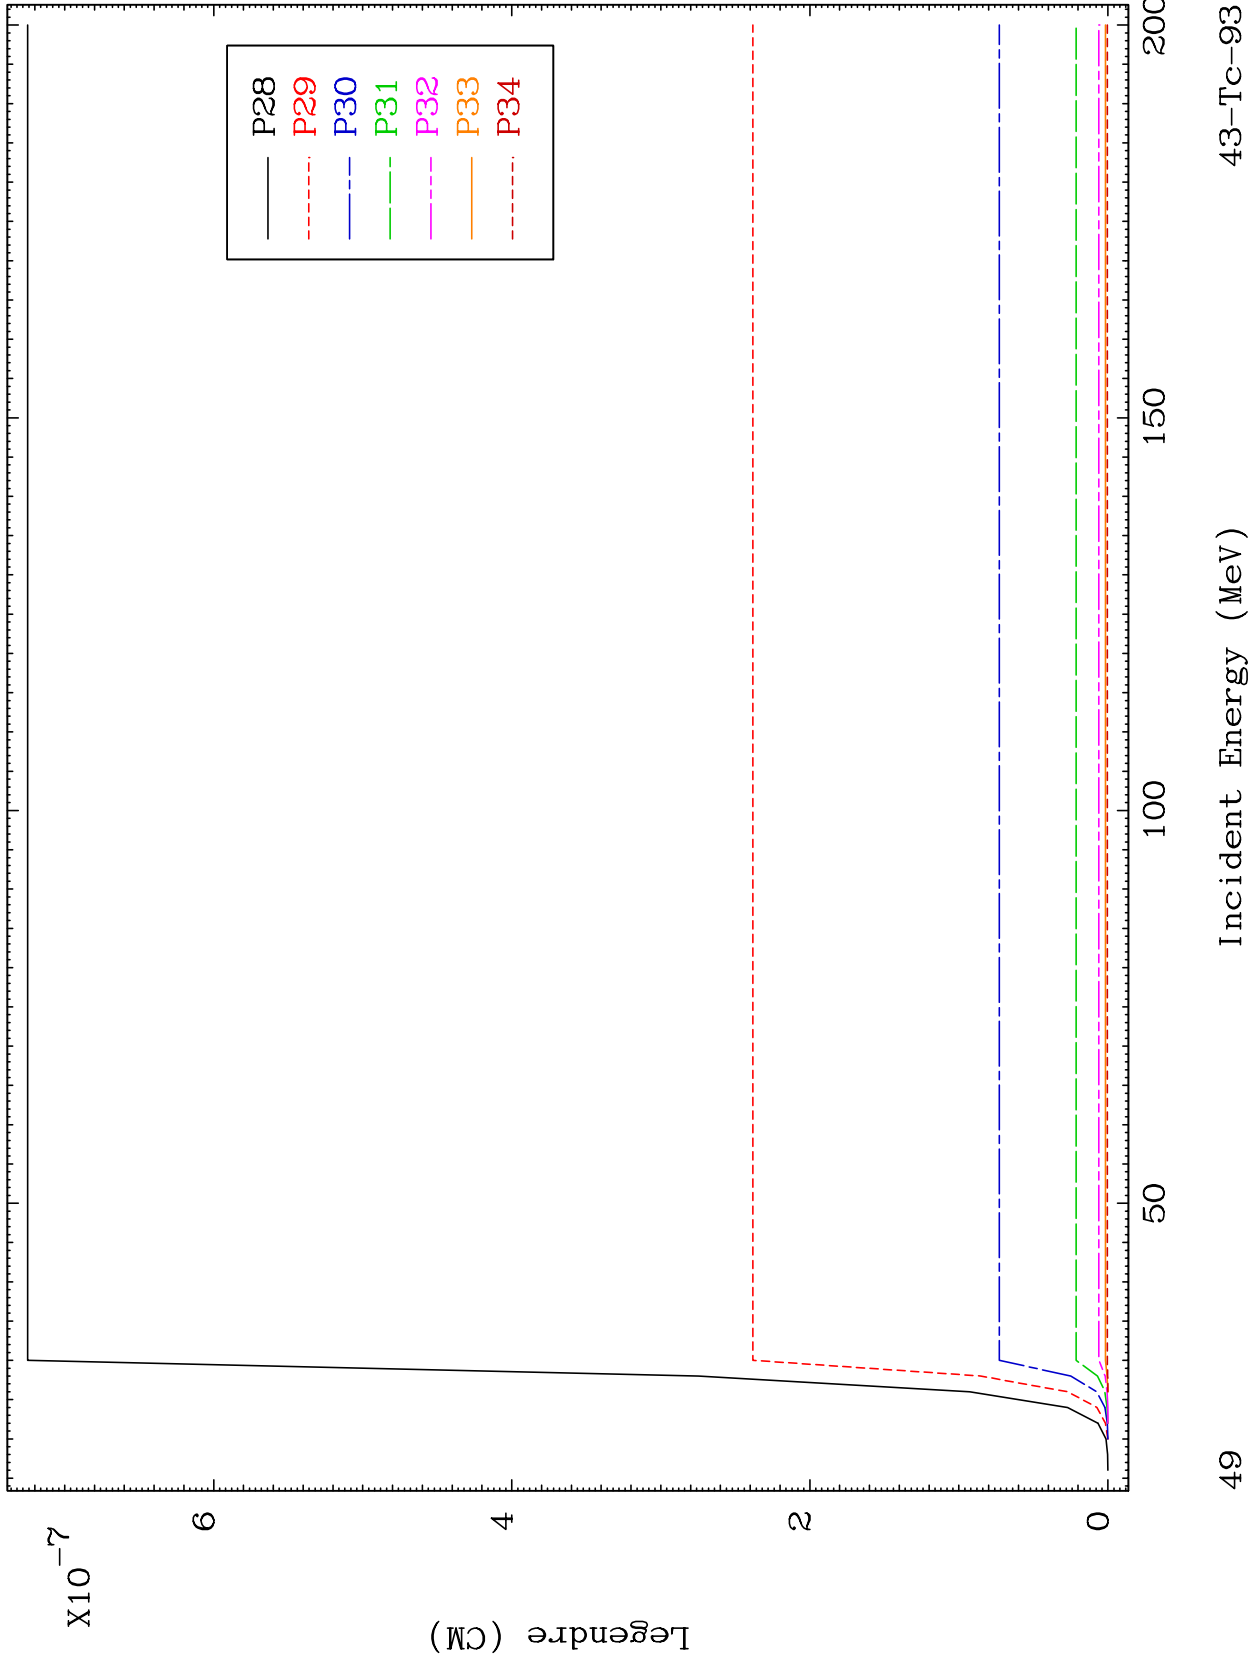 X10-7
6
4
2
0
Legendre (CM)
P28
P29
P30
P31
P32
P33
P34
50
100
150
200
Incident Energy (MeV)
49
43-Tc-93